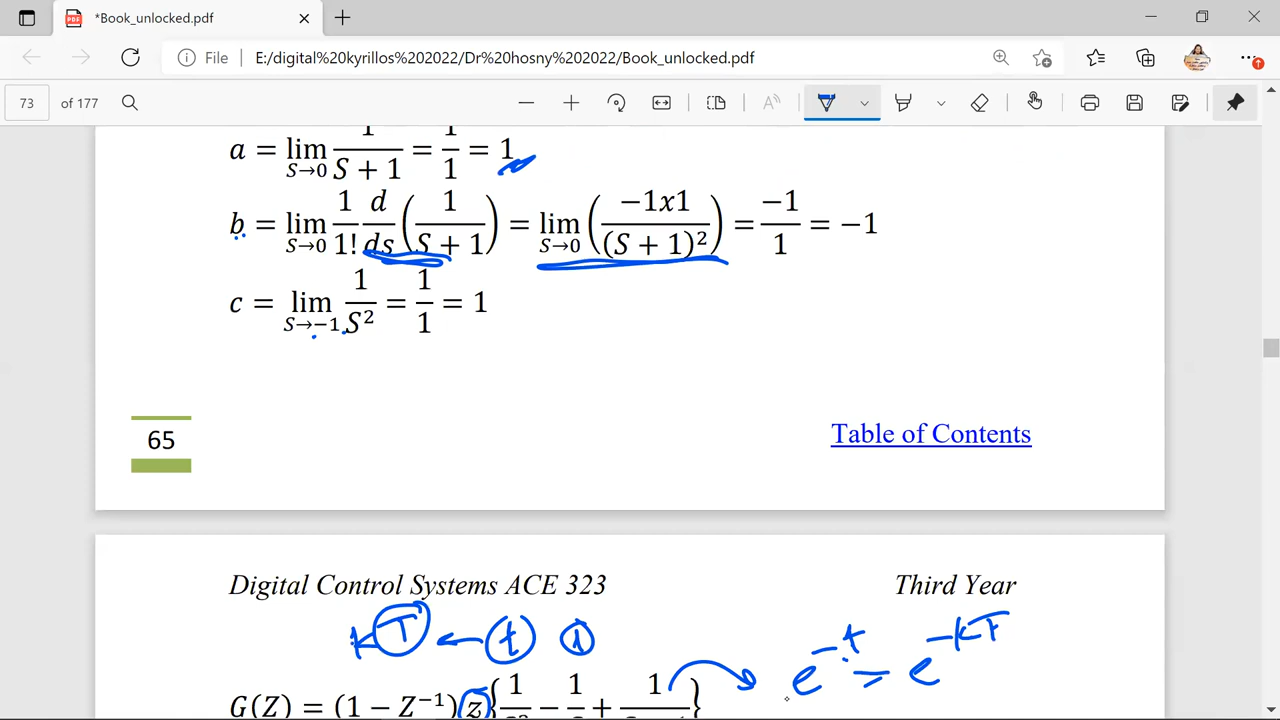 *Book_unlocked.pdf
File E:/digital%20kyrillos%202022/Dr%20hosny%202022/Book_unlocked.pdf
73 of 177
a = lim S→0 1/(S + 1) = 1/1 = 1
b = lim S→0 1/1! d/ds (1/(S + 1)) = lim S→0 (−1x1/(S + 1)²) = −1/1 = −1
c = lim S→−1 1/S² = 1/1 = 1
65
Table of Contents
Digital Control Systems ACE 323 Third Year
kT ← t 1 e^−t = e^−kT
G(Z) = (1 − Z⁻¹) z {1 − 1 + 1}